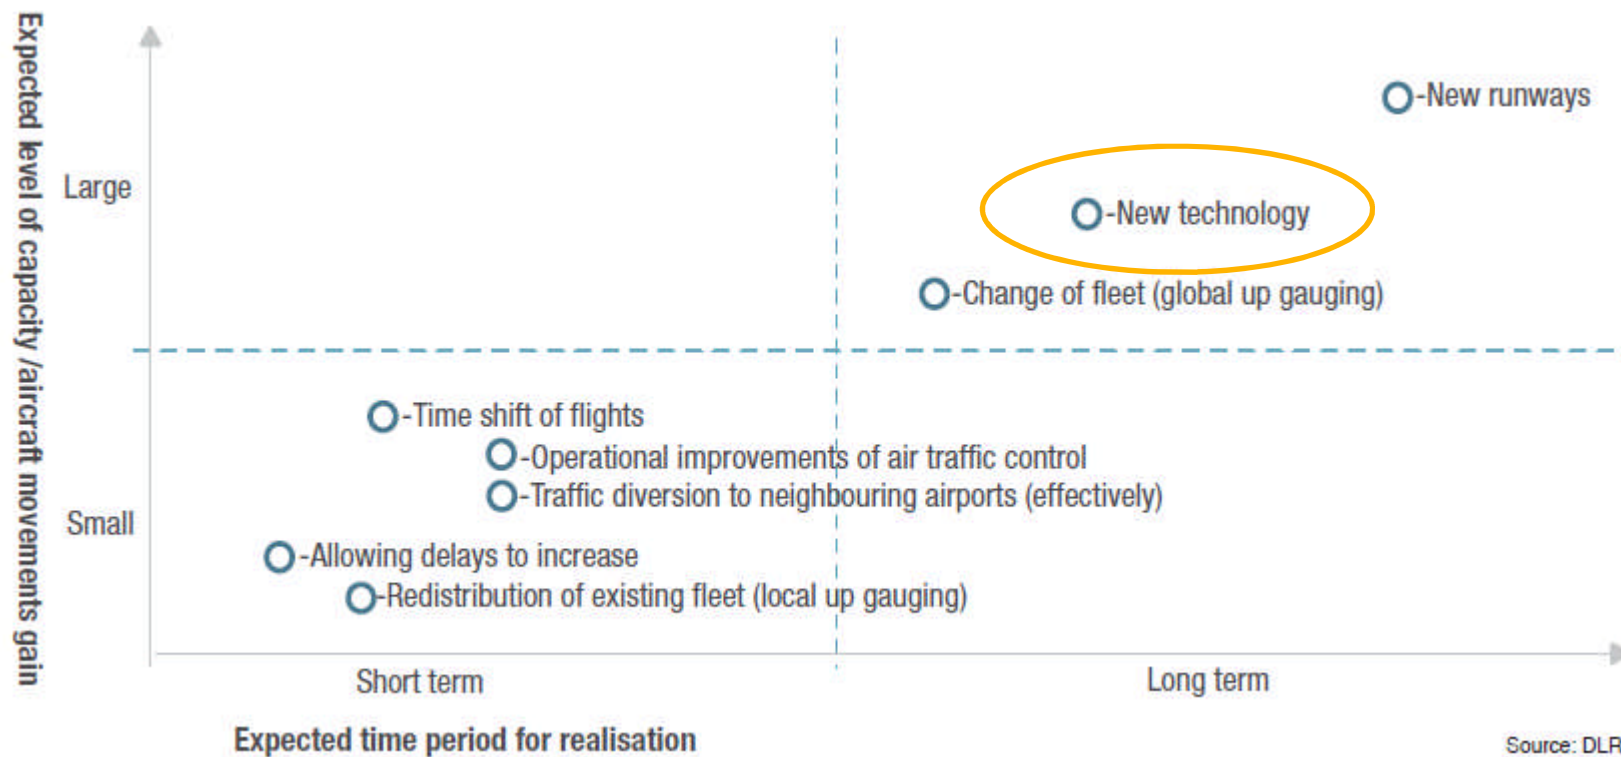 Expected level of capacity /aircraft movements gain
Large
Small
-New runways
-New technology
-Change of fleet (global up gauging)
-Time shift of flights
-Operational improvements of air traffic control
-Traffic diversion to neighbouring airports (effectively)
-Allowing delays to increase
-Redistribution of existing fleet (local up gauging)
Short term
Long term
Expected time period for realisation
Source: DLR